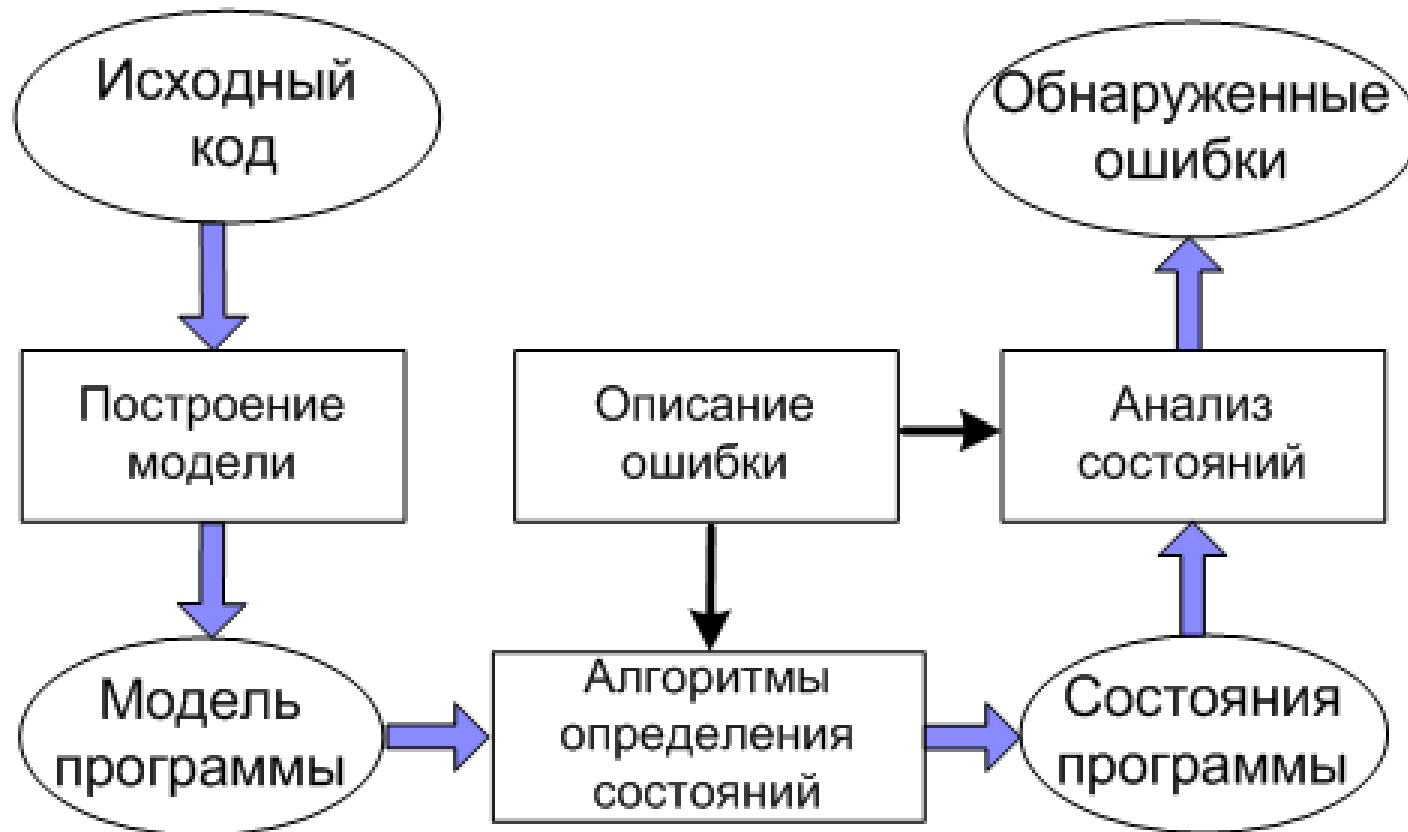 Исходный
код
Обнаруженные
ошибки
Построение
модели
Описание
ошибки
Анализ
состояний
Модель
программы
Алгоритмы
определения
состояний
Состояния
программы